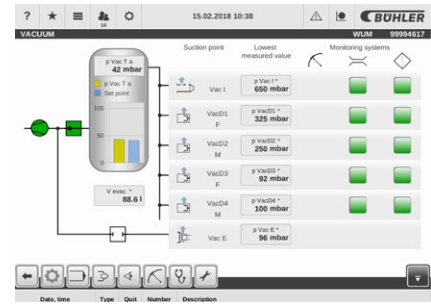 ? 15.02.2018 10:38 BÜHLER
24
VACUUM WUM 99994617
Suction point Lowest measured value Monitoring systems
p Vac T a
42 mbar
p Vac T a
Set point
100
50
0
Vac I p Vac I * 650 mbar
VacD1 F p VacD1 * 325 mbar
VacD2 M p VacD2 * 250 mbar
VacD3 F p VacD3 * 92 mbar
VacD4 M p VacD4 * 100 mbar
Vac E p Vac E * 96 mbar
V evac. *
88.6 l
Date, time Type Quit Number Description